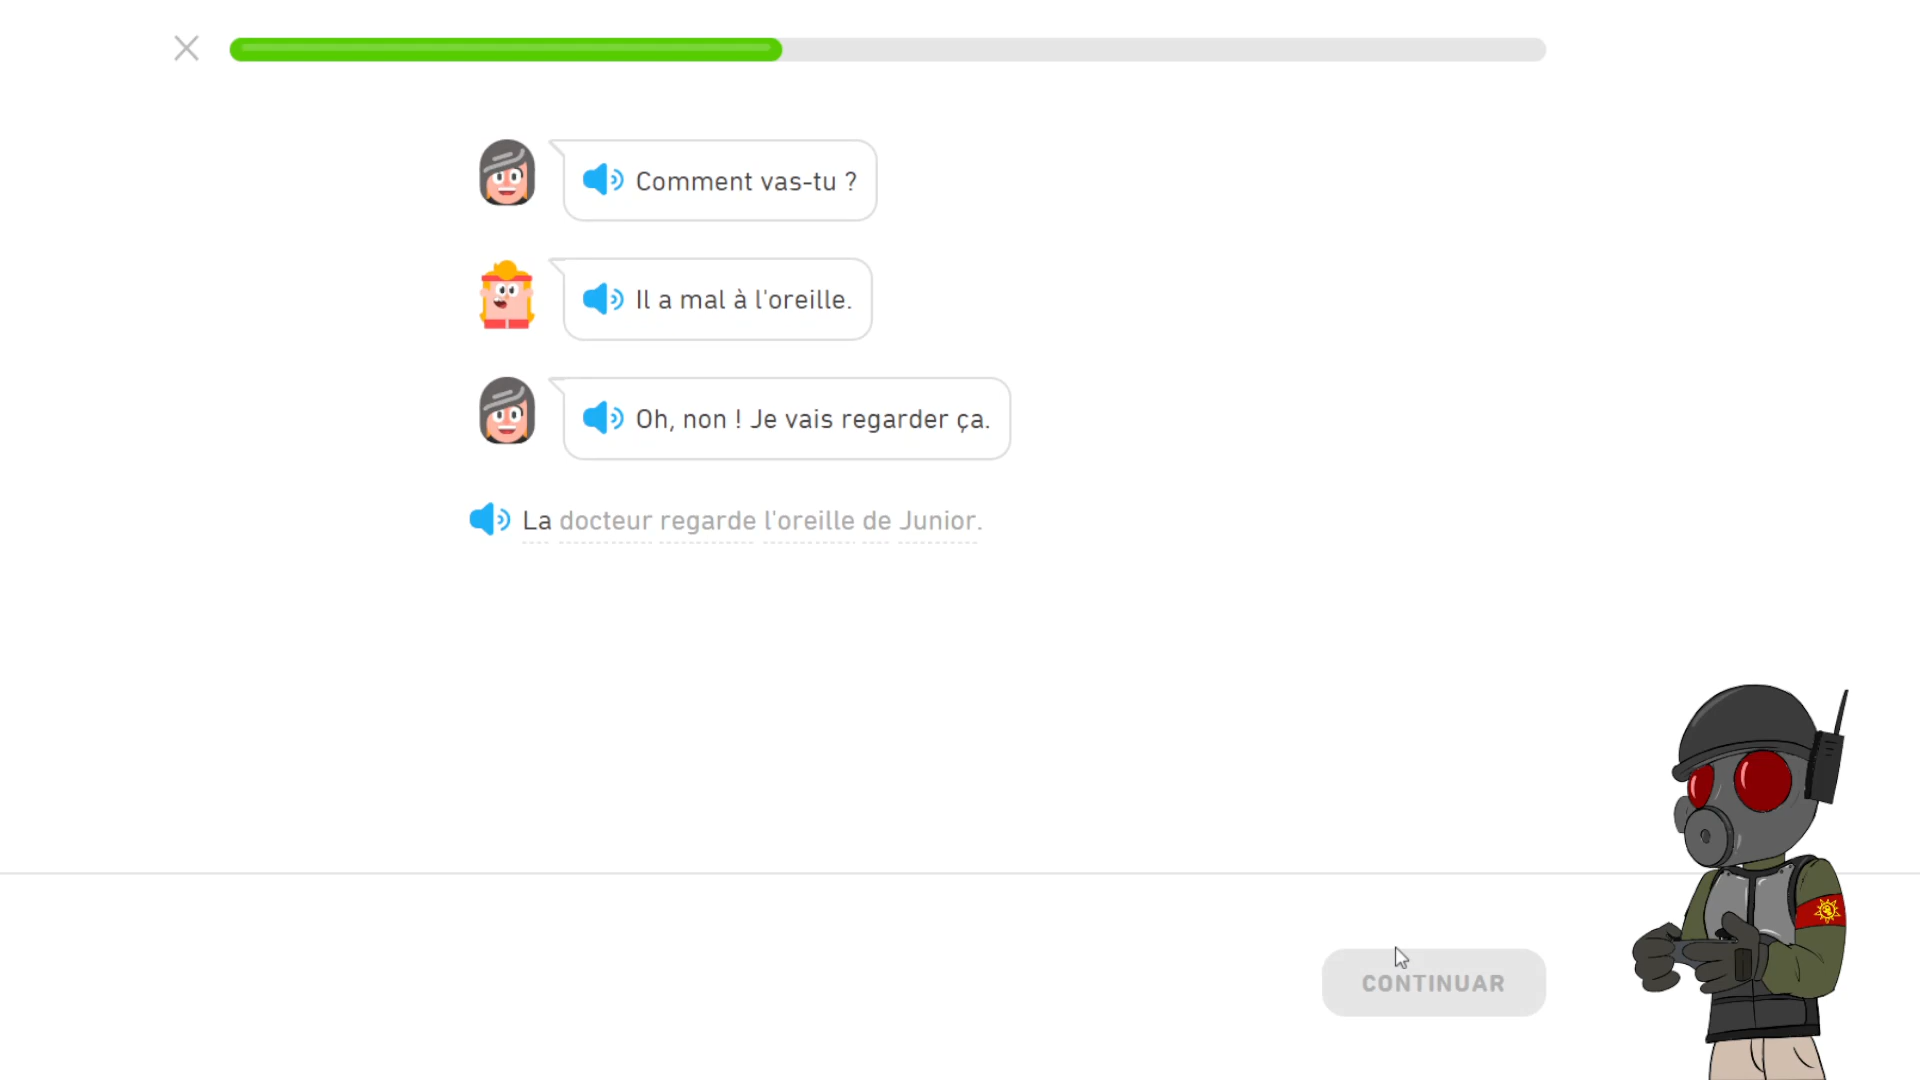 Comment vas-tu ?
Il a mal à l'oreille.
Oh, non ! Je vais regarder ça.
La docteur regarde l'oreille de Junior.
CONTINUAR